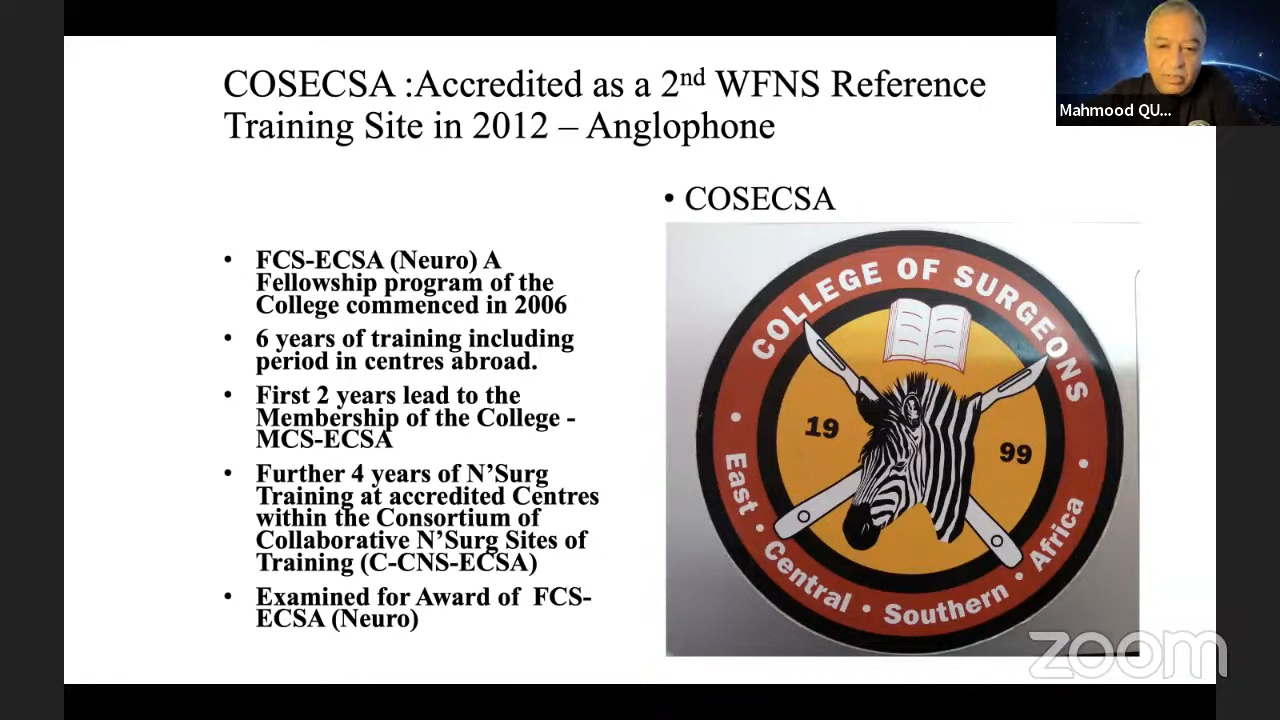 COSECSA :Accredited as a 2nd WFNS Reference
Training Site in 2012 – Anglophone
Mahmood QU...
• COSECSA
• FCS-ECSA (Neuro) A
Fellowship program of the
College commenced in 2006
• 6 years of training including
period in centres abroad.
• First 2 years lead to the
Membership of the College -
MCS-ECSA
• Further 4 years of N’Surg
Training at accredited Centres
within the Consortium of
Collaborative N’Surg Sites of
Training (C-CNS-ECSA)
• Examined for Award of FCS-
ECSA (Neuro)
COLLEGE OF SURGEONS
19 99
East • Central • Southern • Africa
zoom